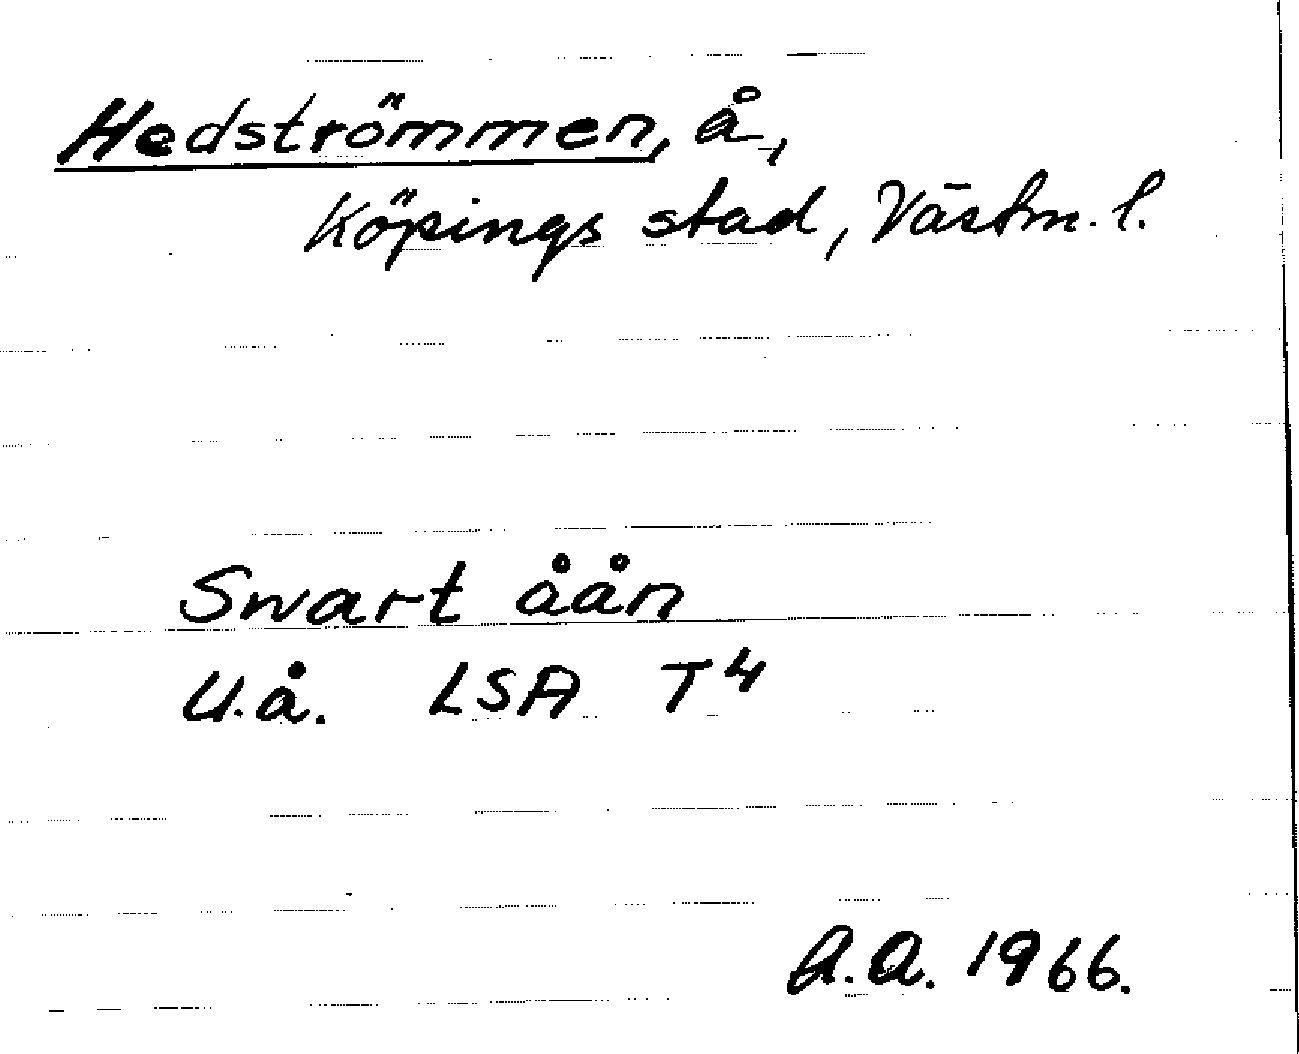 Hedströmmen, å,
Köpings stad, Västm. l.
Swart åån
U.å. LSA T4
A.A. 1966.